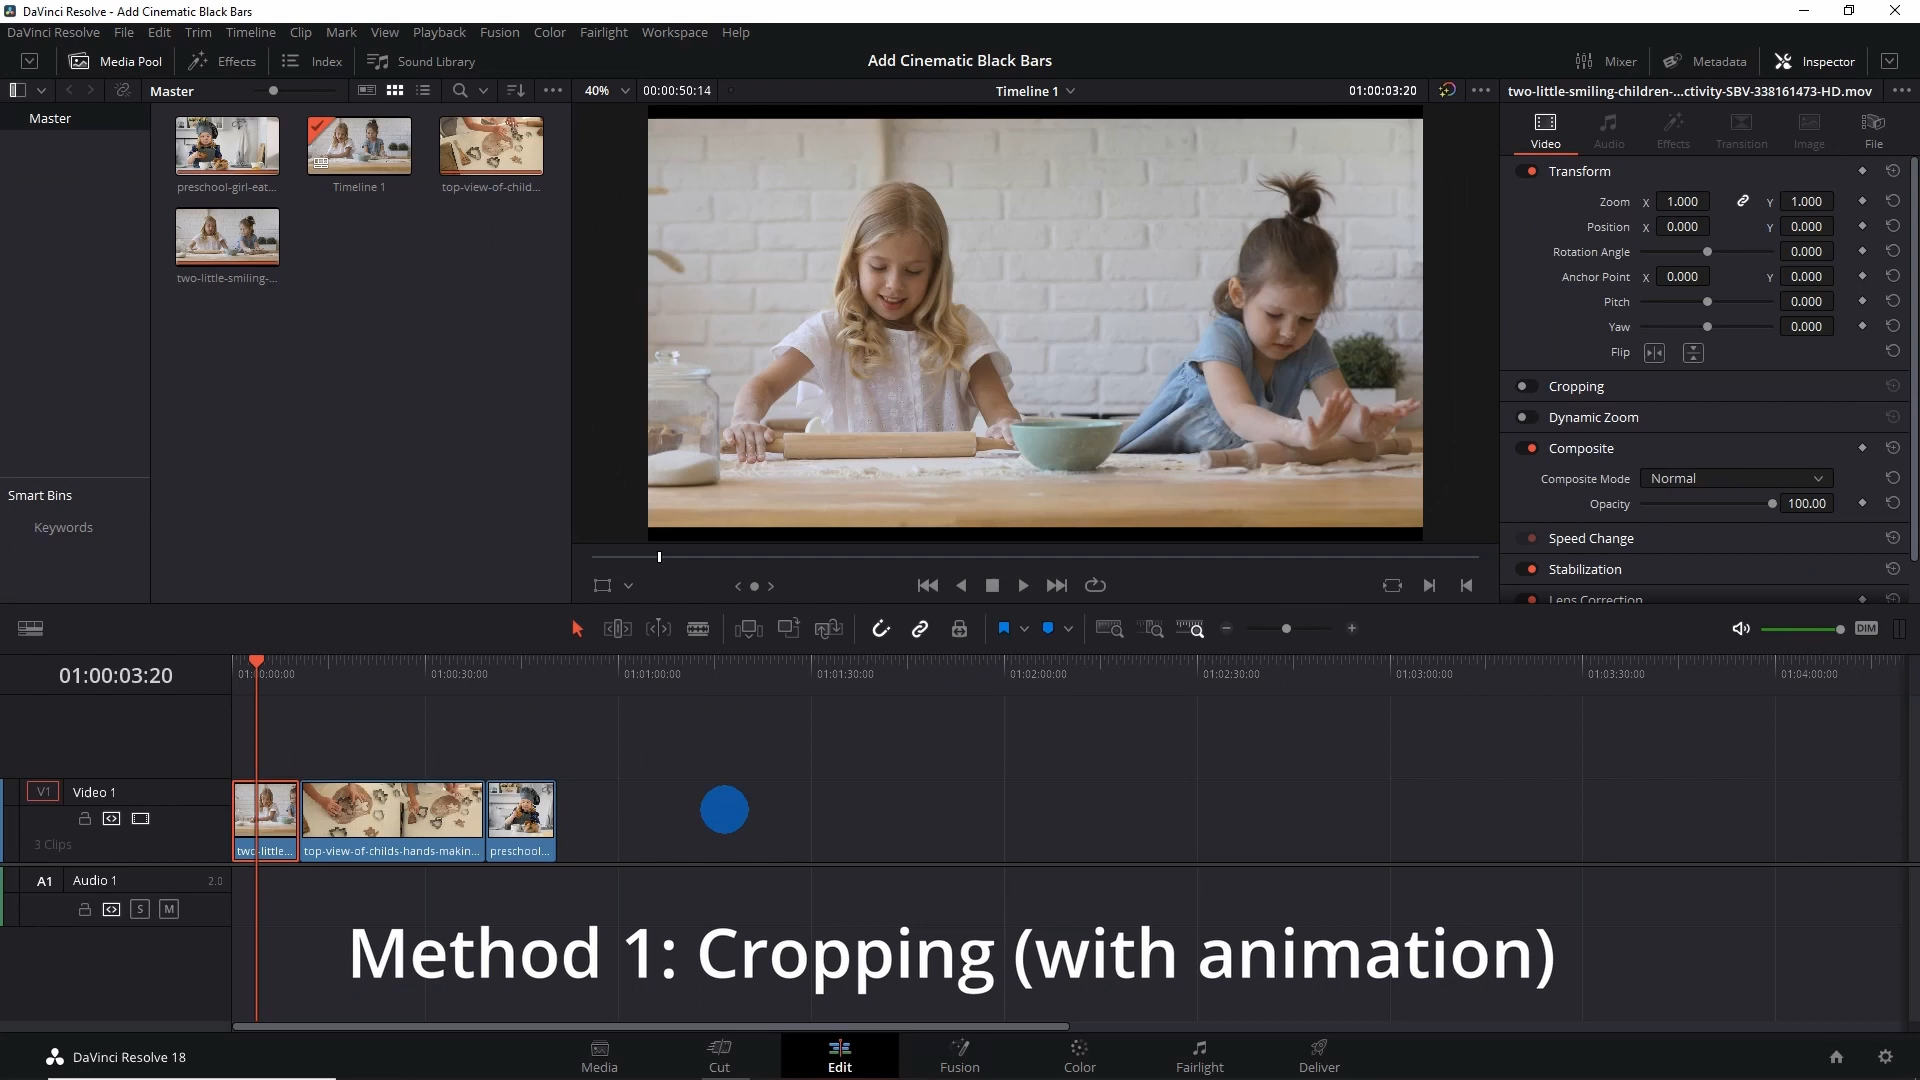 DaVinci Resolve - Add Cinematic Black Bars
DaVinci Resolve File Edit Trim Timeline Clip Mark View Playback Fusion Color Fairlight Workspace Help
Media Pool Effects Index Sound Library Add Cinematic Black Bars Mixer Metadata Inspector
Master 40% 00:00:50:14 Timeline 1 01:00:03:20 two-little-smiling-children-...ctivity-SBV-338161473-HD.mov
Master
preschool-girl-eat... Timeline 1 top-view-of-child...
two-little-smiling-...
Smart Bins
Keywords
Video Audio Effects Transition Image File
Transform
Zoom X 1.000 Y 1.000
Position X 0.000 Y 0.000
Rotation Angle 0.000
Anchor Point X 0.000 Y 0.000
Pitch 0.000
Yaw 0.000
Flip
Cropping
Dynamic Zoom
Composite
Composite Mode Normal
Opacity 100.00
Speed Change
Stabilization
Lens Correction
DIM
01:00:03:20 01:00:00:00 01:00:30:00 01:01:00:00 01:01:30:00 01:02:00:00 01:02:30:00 01:03:00:00 01:03:30:00 01:04:00:00
V1 Video 1
3 Clips
two-little... top-view-of-childs-hands-makin... preschool...
A1 Audio 1 2.0
S M
Method 1: Cropping (with animation)
DaVinci Resolve 18
Media Cut Edit Fusion Color Fairlight Deliver